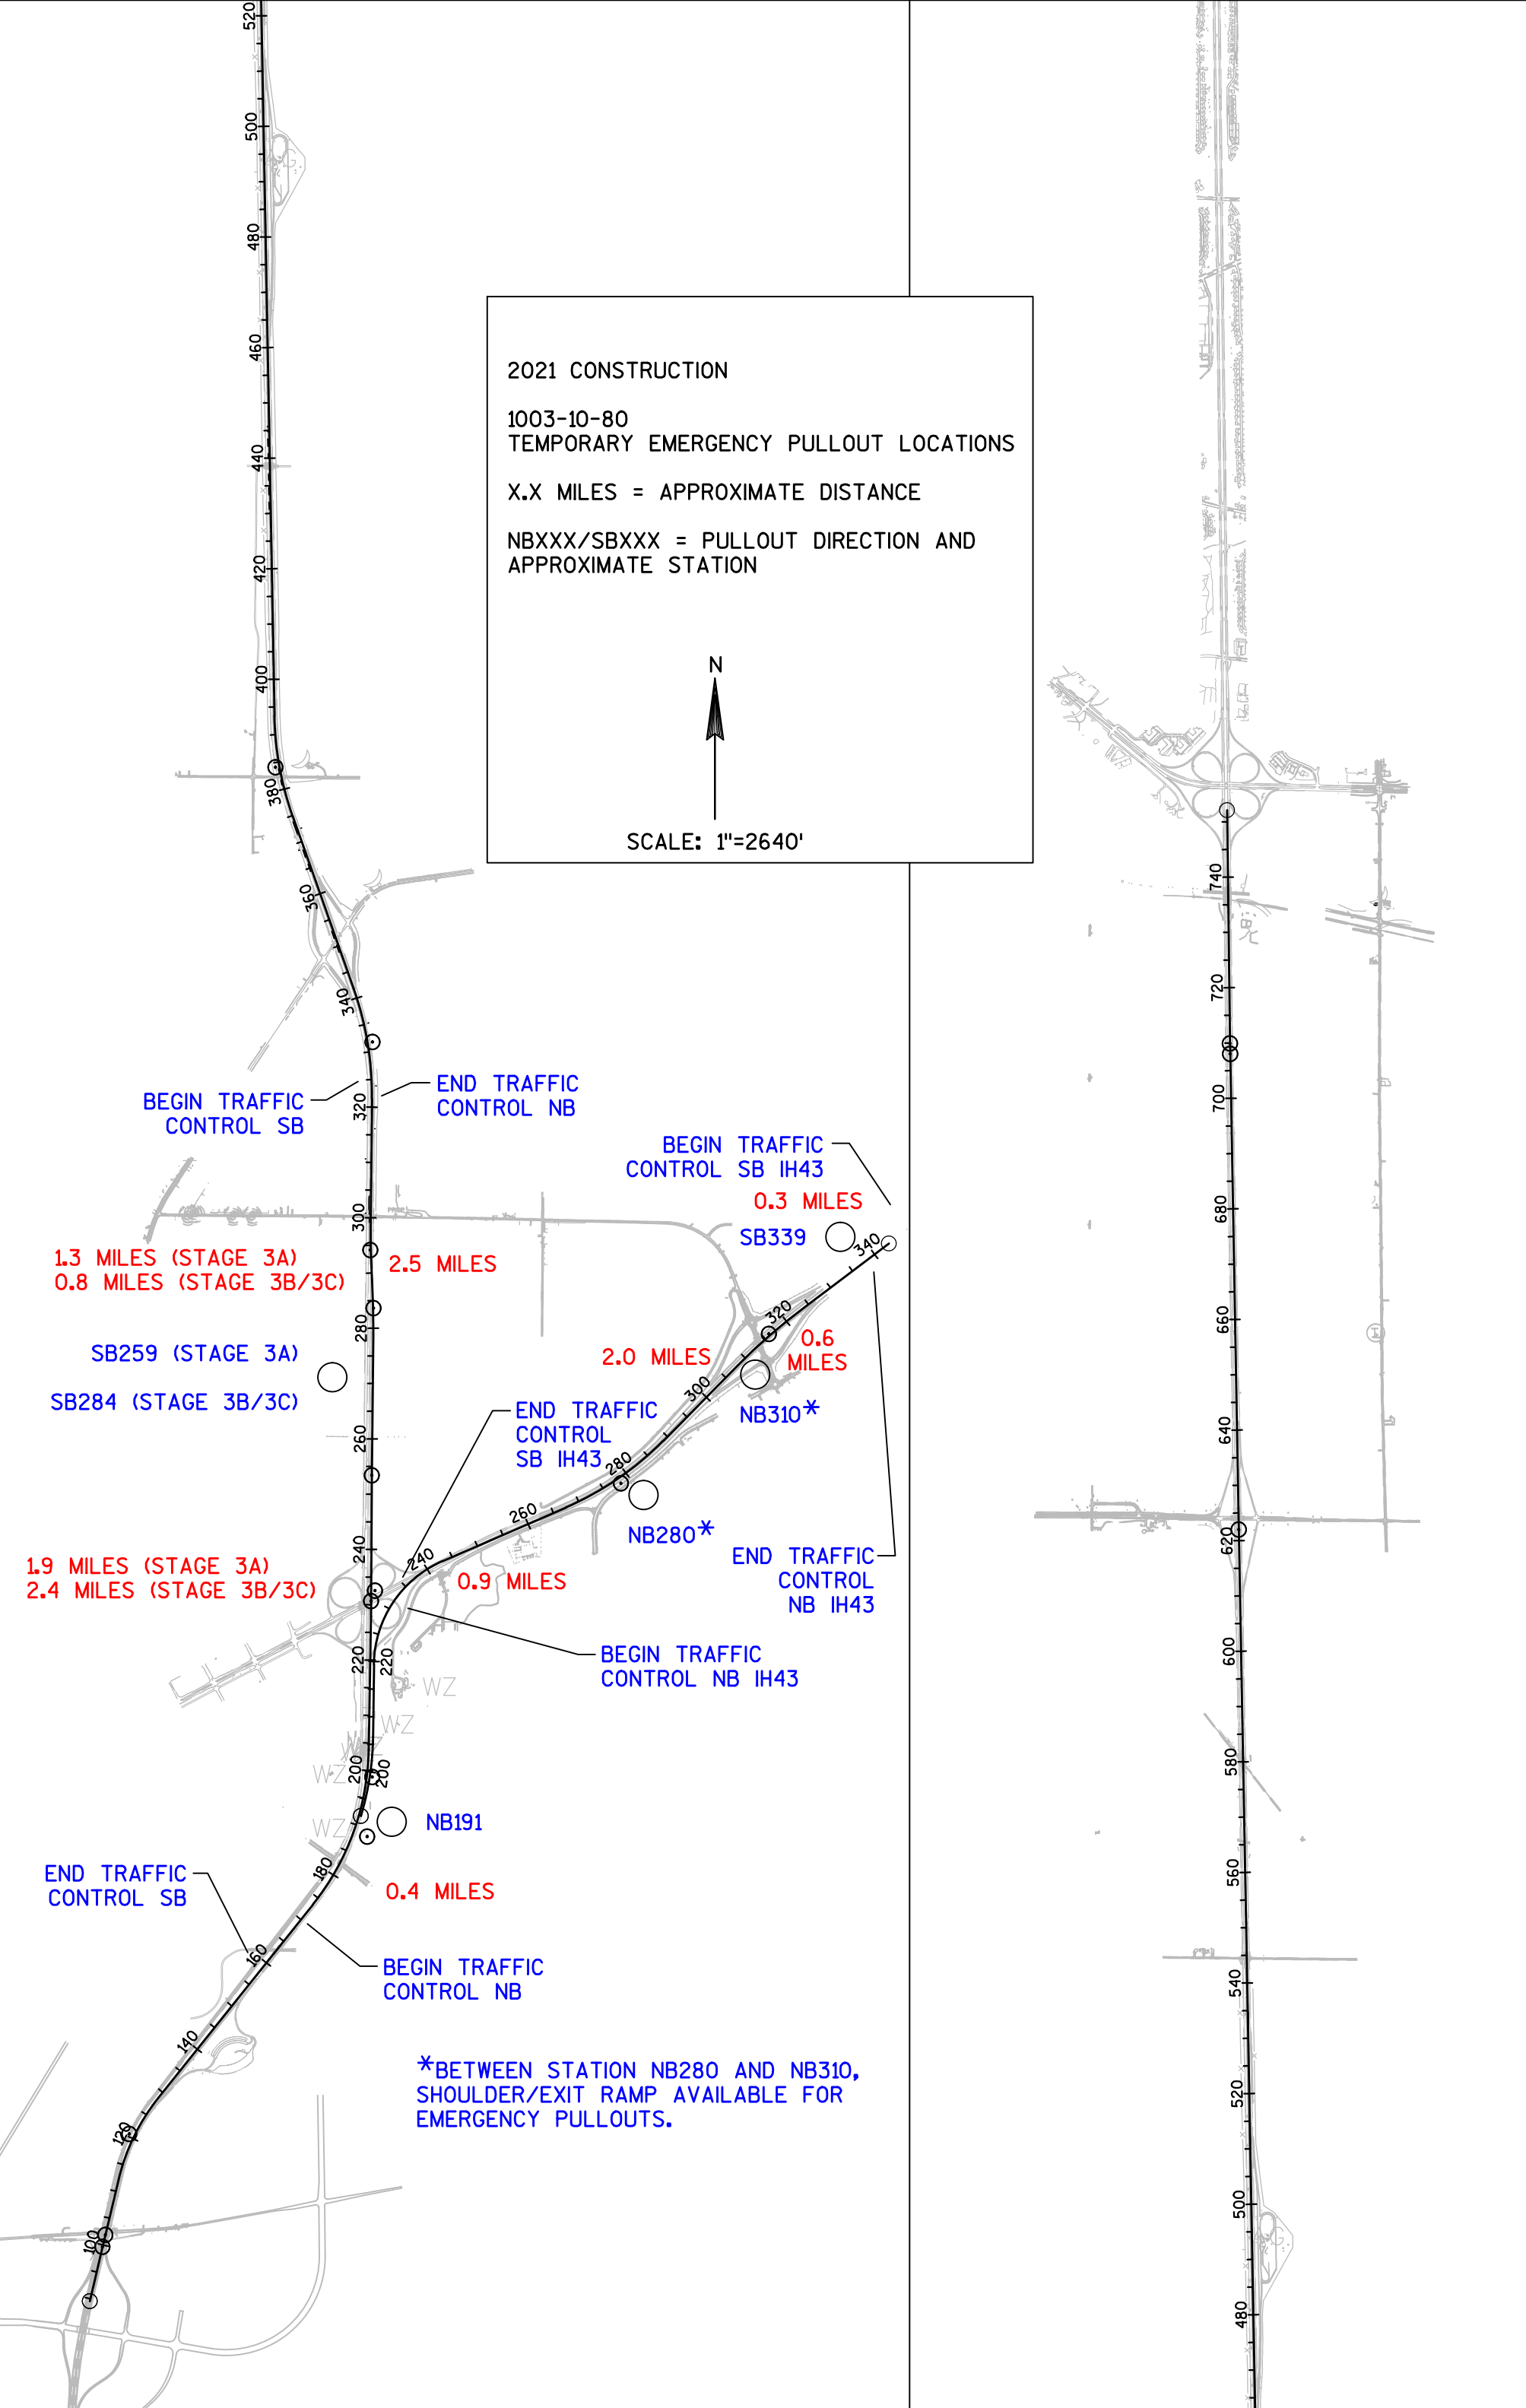 520
500
480
460
440
420
400
380
360
340
320
300
280
260
240
220
220
200
200
180
160
140
120
100
2021 CONSTRUCTION
1003-10-80
TEMPORARY EMERGENCY PULLOUT LOCATIONS
X.X MILES = APPROXIMATE DISTANCE
NBXXX/SBXXX = PULLOUT DIRECTION AND
APPROXIMATE STATION
N
SCALE: 1"=2640'
BEGIN TRAFFIC
CONTROL SB
END TRAFFIC
CONTROL NB
BEGIN TRAFFIC
CONTROL SB IH43
0.3 MILES
SB339
340
320
300
280
260
240
1.3 MILES (STAGE 3A)
0.8 MILES (STAGE 3B/3C)
2.5 MILES
SB259 (STAGE 3A)
SB284 (STAGE 3B/3C)
2.0 MILES
0.6
MILES
NB310*
END TRAFFIC
CONTROL
SB IH43
NB280*
END TRAFFIC
CONTROL
NB IH43
1.9 MILES (STAGE 3A)
2.4 MILES (STAGE 3B/3C)
0.9 MILES
BEGIN TRAFFIC
CONTROL NB IH43
WZ
WZ
WZ
WZ
NB191
END TRAFFIC
CONTROL SB
0.4 MILES
BEGIN TRAFFIC
CONTROL NB
*BETWEEN STATION NB280 AND NB310,
SHOULDER/EXIT RAMP AVAILABLE FOR
EMERGENCY PULLOUTS.
740
720
700
680
660
640
620
600
580
560
540
520
500
480